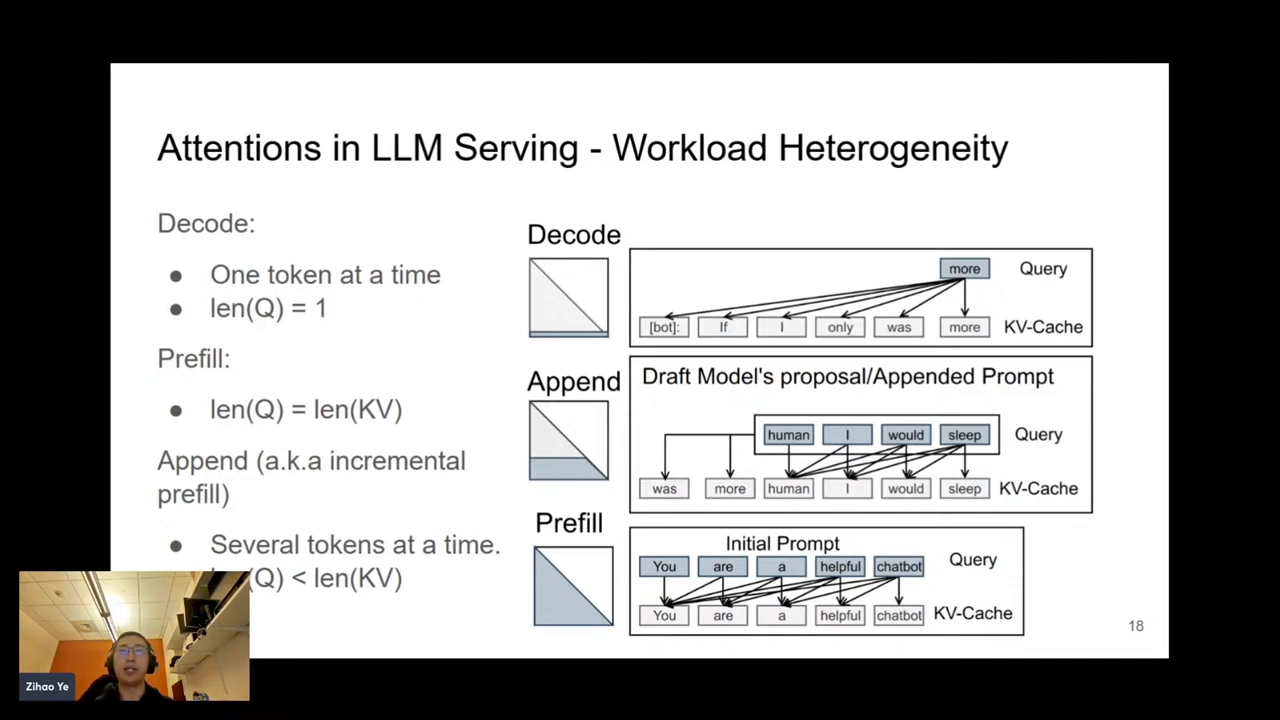 Attentions in LLM Serving - Workload Heterogeneity
Decode:
● One token at a time
● len(Q) = 1
Prefill:
● len(Q) = len(KV)
Append (a.k.a incremental
prefill)
● Several tokens at a time.
(Q) < len(KV)
Decode
more Query
[bot]: If I only was more KV-Cache
Append
Draft Model's proposal/Appended Prompt
human I would sleep Query
was more human I would sleep KV-Cache
Prefill
Initial Prompt
You are a helpful chatbot Query
You are a helpful chatbot KV-Cache
18
Zihao Ye